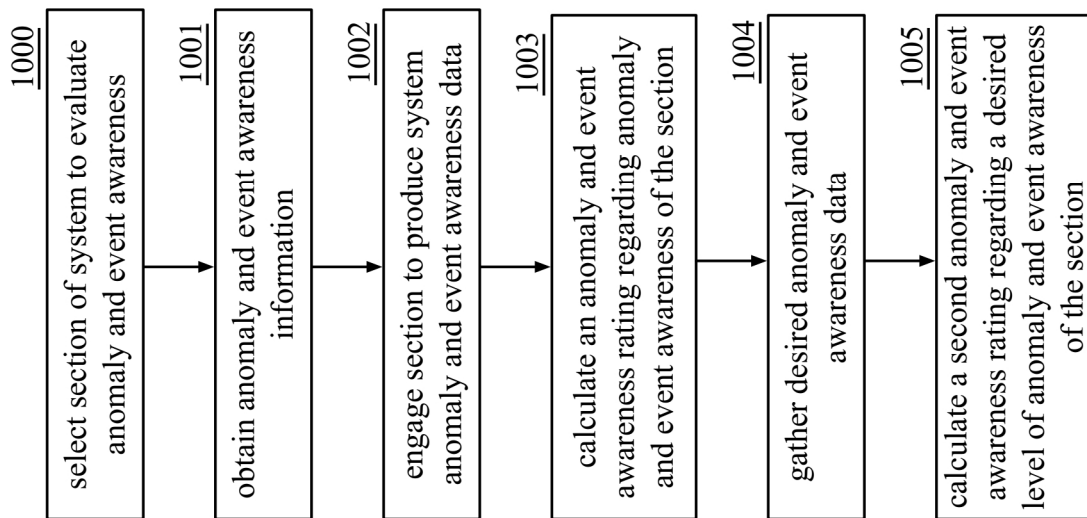 1000
select section of system to evaluate
anomaly and event awareness
1001
obtain anomaly and event awareness
information
1002
engage section to produce system
anomaly and event awareness data
1003
calculate an anomaly and event
awareness rating regarding anomaly
and event awareness of the section
1004
gather desired anomaly and event
awareness data
1005
calculate a second anomaly and event
awareness rating regarding a desired
level of anomaly and event awareness
of the section